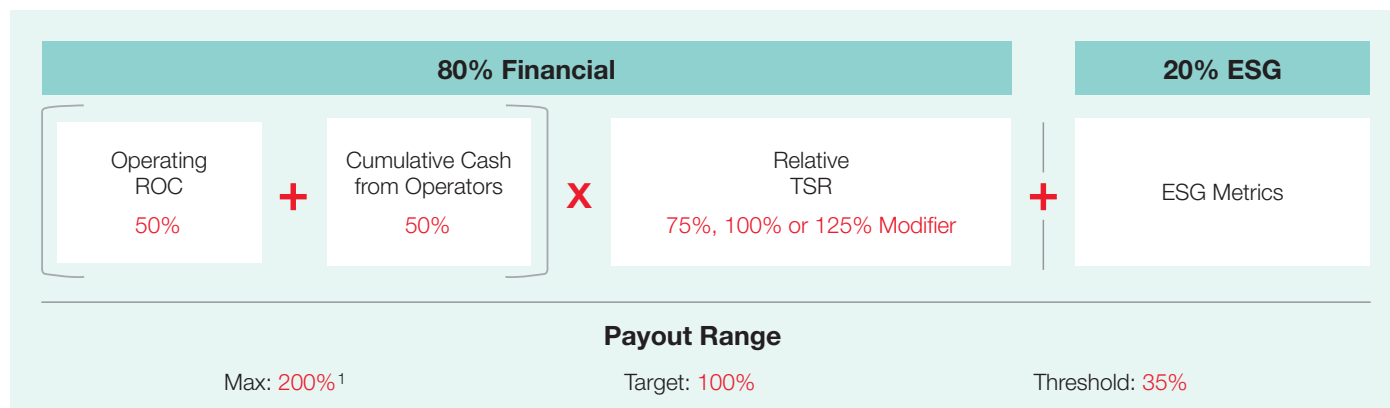 80% Financial
20% ESG
Operating
ROC
50%
+
Cumulative Cash
from Operators
50%
X
Relative
TSR
75%, 100% or 125% Modifier
+
ESG Metrics
Payout Range
Max: 200%¹
Target: 100%
Threshold: 35%